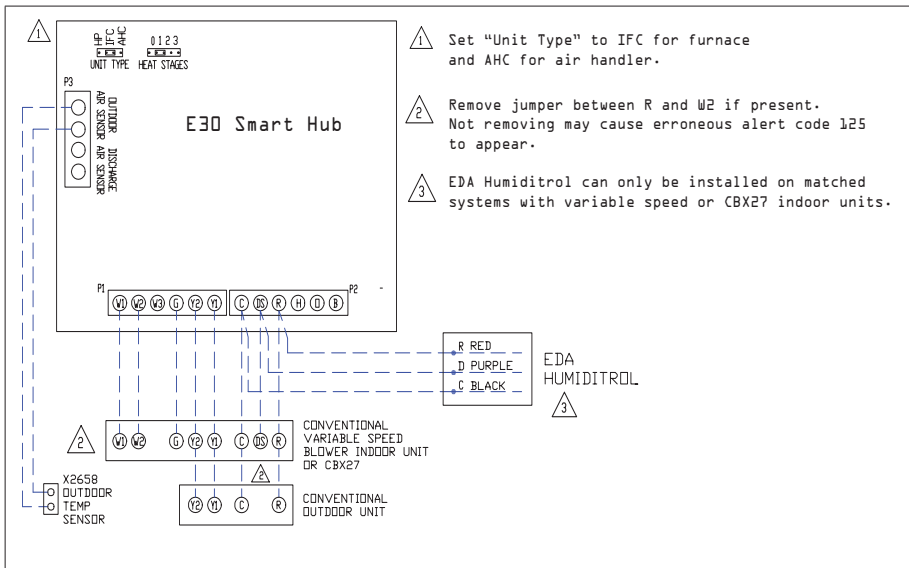 1
HP
IFC
AHC
0 1 2 3
UNIT TYPE
HEAT STAGES
P3
OUTDOOR
AIR SENSOR
DISCHARGE
AIR SENSOR
E30 Smart Hub
P1
W1 W2 W3 G Y2 Y1
C DS R H O B
P2
-
1 Set “Unit Type” to IFC for furnace
and AHC for air handler.
2 Remove jumper between R and W2 if present.
Not removing may cause erroneous alert code 125
to appear.
3 EDA Humiditrol can only be installed on matched
systems with variable speed or CBX27 indoor units.
R RED
D PURPLE
C BLACK
EDA
HUMIDITROL
3
2
W1 W2 G Y2 Y1 C DS R
CONVENTIONAL
VARIABLE SPEED
BLOWER INDOOR UNIT
OR CBX27
2
Y2 Y1 C R
CONVENTIONAL
OUTDOOR UNIT
X2658
OUTDOOR
TEMP
SENSOR